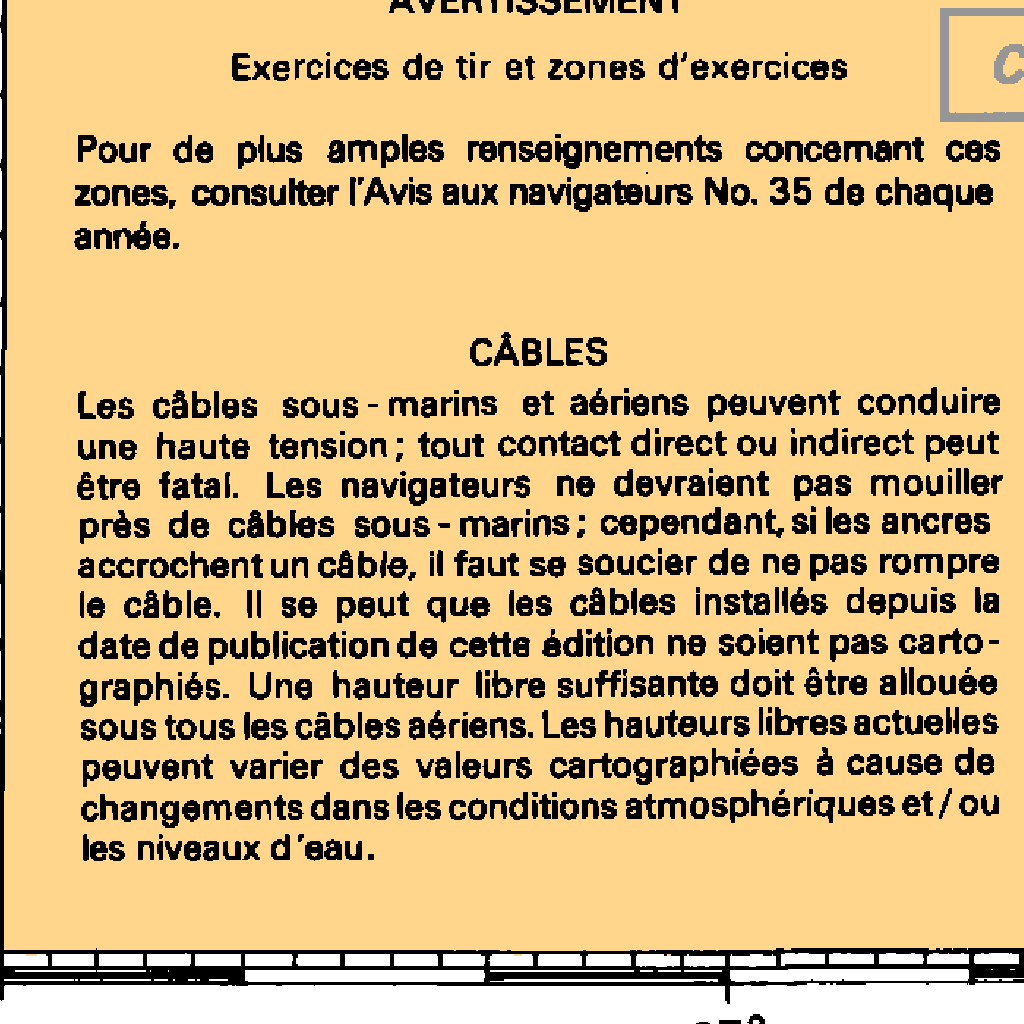 AVERTISSEMENT
Exercices de tir et zones d'exercices
C
Pour de plus amples renseignements concernant ces
zones, consulter l'Avis aux navigateurs No. 35 de chaque
année.
CÂBLES
Les câbles sous-marins et aériens peuvent conduire
une haute tension; tout contact direct ou indirect peut
être fatal. Les navigateurs ne devraient pas mouiller
près de câbles sous-marins; cependant, si les ancres
accrochent un câble, il faut se soucier de ne pas rompre
le câble. Il se peut que les câbles installés depuis la
date de publication de cette édition ne soient pas carto-
graphiés. Une hauteur libre suffisante doit être allouée
sous tous les câbles aériens. Les hauteurs libres actuelles
peuvent varier des valeurs cartographiées à cause de
changements dans les conditions atmosphériques et/ou
les niveaux d'eau.